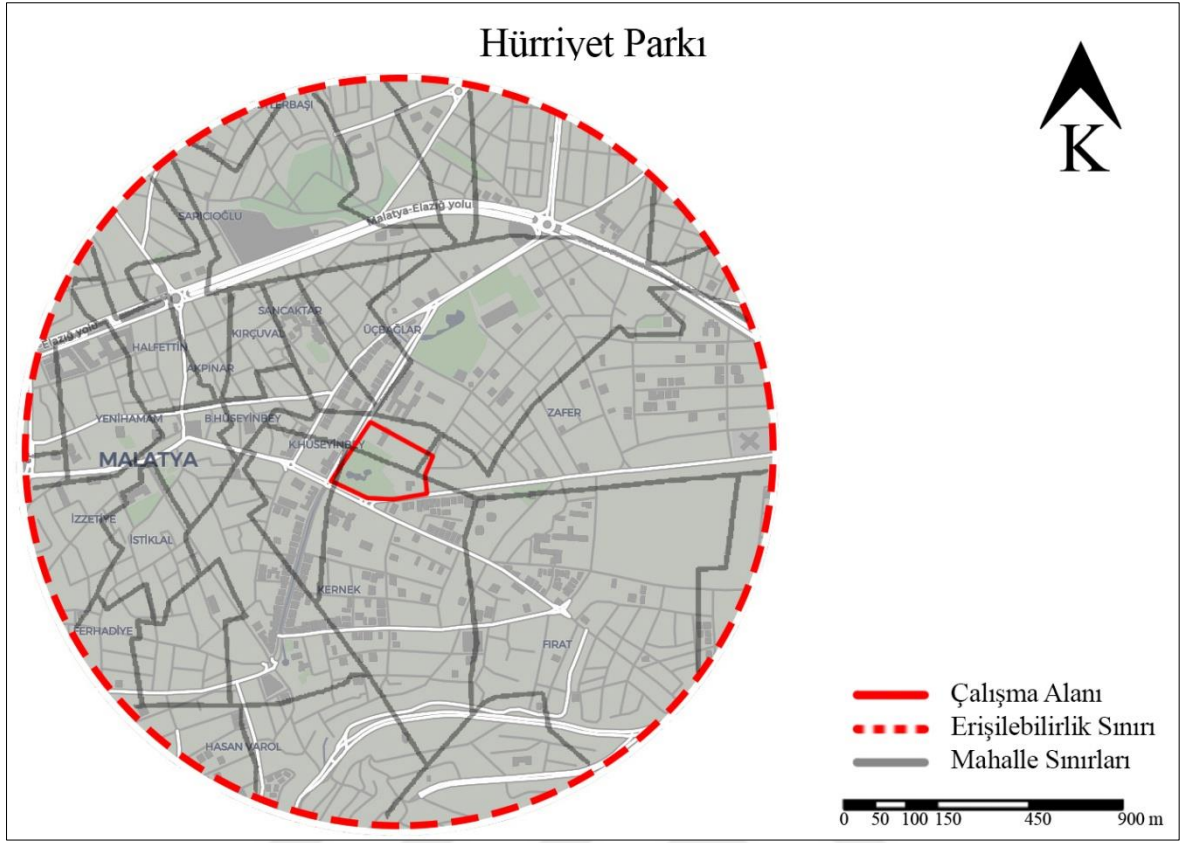 Hürriyet Parkı
K
LERBAŞI
SARICIOĞLU
Malatya-Elazığ yolu
SANCAKTAR
KIRÇUVAL
ÜÇBAĞLAR
-Elazığ yolu
HALFETTİN
AKPINAR
YENİHAMAM
B.HÜSEYİNBEY
ZAFER
K.HÜSEYİNBEY
MALATYA
İZZETİYE
İSTİKLAL
KERNEK
FERHADİYE
FIRAT
HASAN VAROL
Çalışma Alanı
Erişilebilirlik Sınırı
Mahalle Sınırları
0 50 100 150 450 900 m